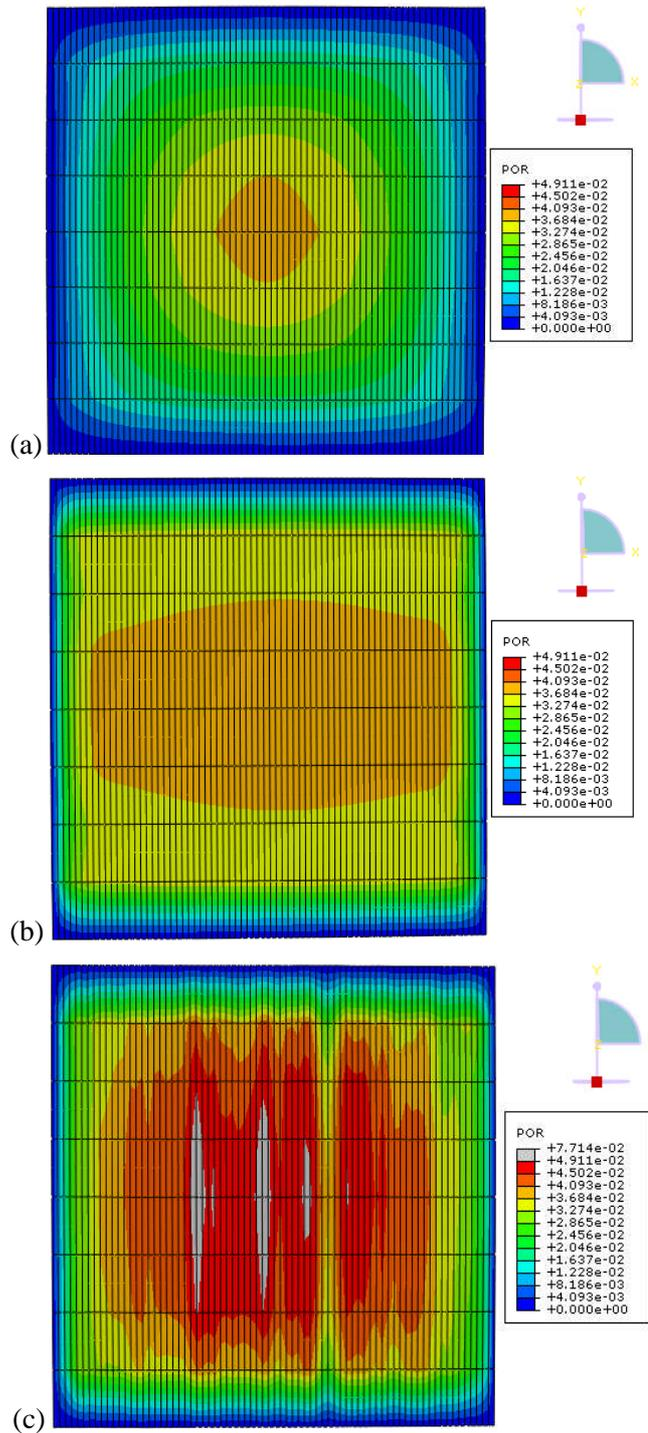 Y
X
Z
POR
+4.911e-02
+4.502e-02
+4.093e-02
+3.684e-02
+3.274e-02
+2.865e-02
+2.456e-02
+2.046e-02
+1.637e-02
+1.228e-02
+8.186e-03
+4.093e-03
+0.000e+00
(a)
Y
X
Z
POR
+4.911e-02
+4.502e-02
+4.093e-02
+3.684e-02
+3.274e-02
+2.865e-02
+2.456e-02
+2.046e-02
+1.637e-02
+1.228e-02
+8.186e-03
+4.093e-03
+0.000e+00
(b)
Y
Z
POR
+7.714e-02
+4.911e-02
+4.502e-02
+4.093e-02
+3.684e-02
+3.274e-02
+2.865e-02
+2.456e-02
+2.046e-02
+1.637e-02
+1.228e-02
+8.186e-03
+4.093e-03
+0.000e+00
(c)